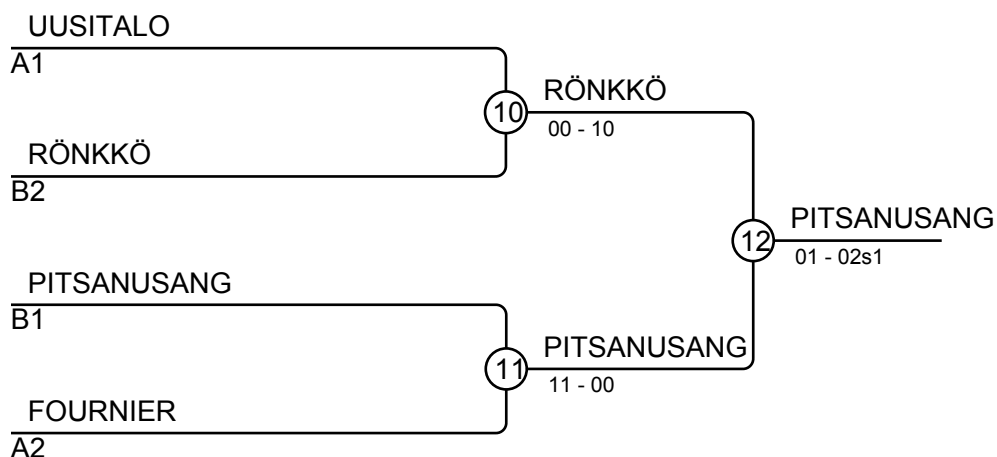 UUSITALO
A1
RÖNKKÖ
B2
10
RÖNKKÖ
00 - 10
PITSANUSANG
B1
FOURNIER
A2
11
PITSANUSANG
11 - 00
12
PITSANUSANG
01 - 02s1